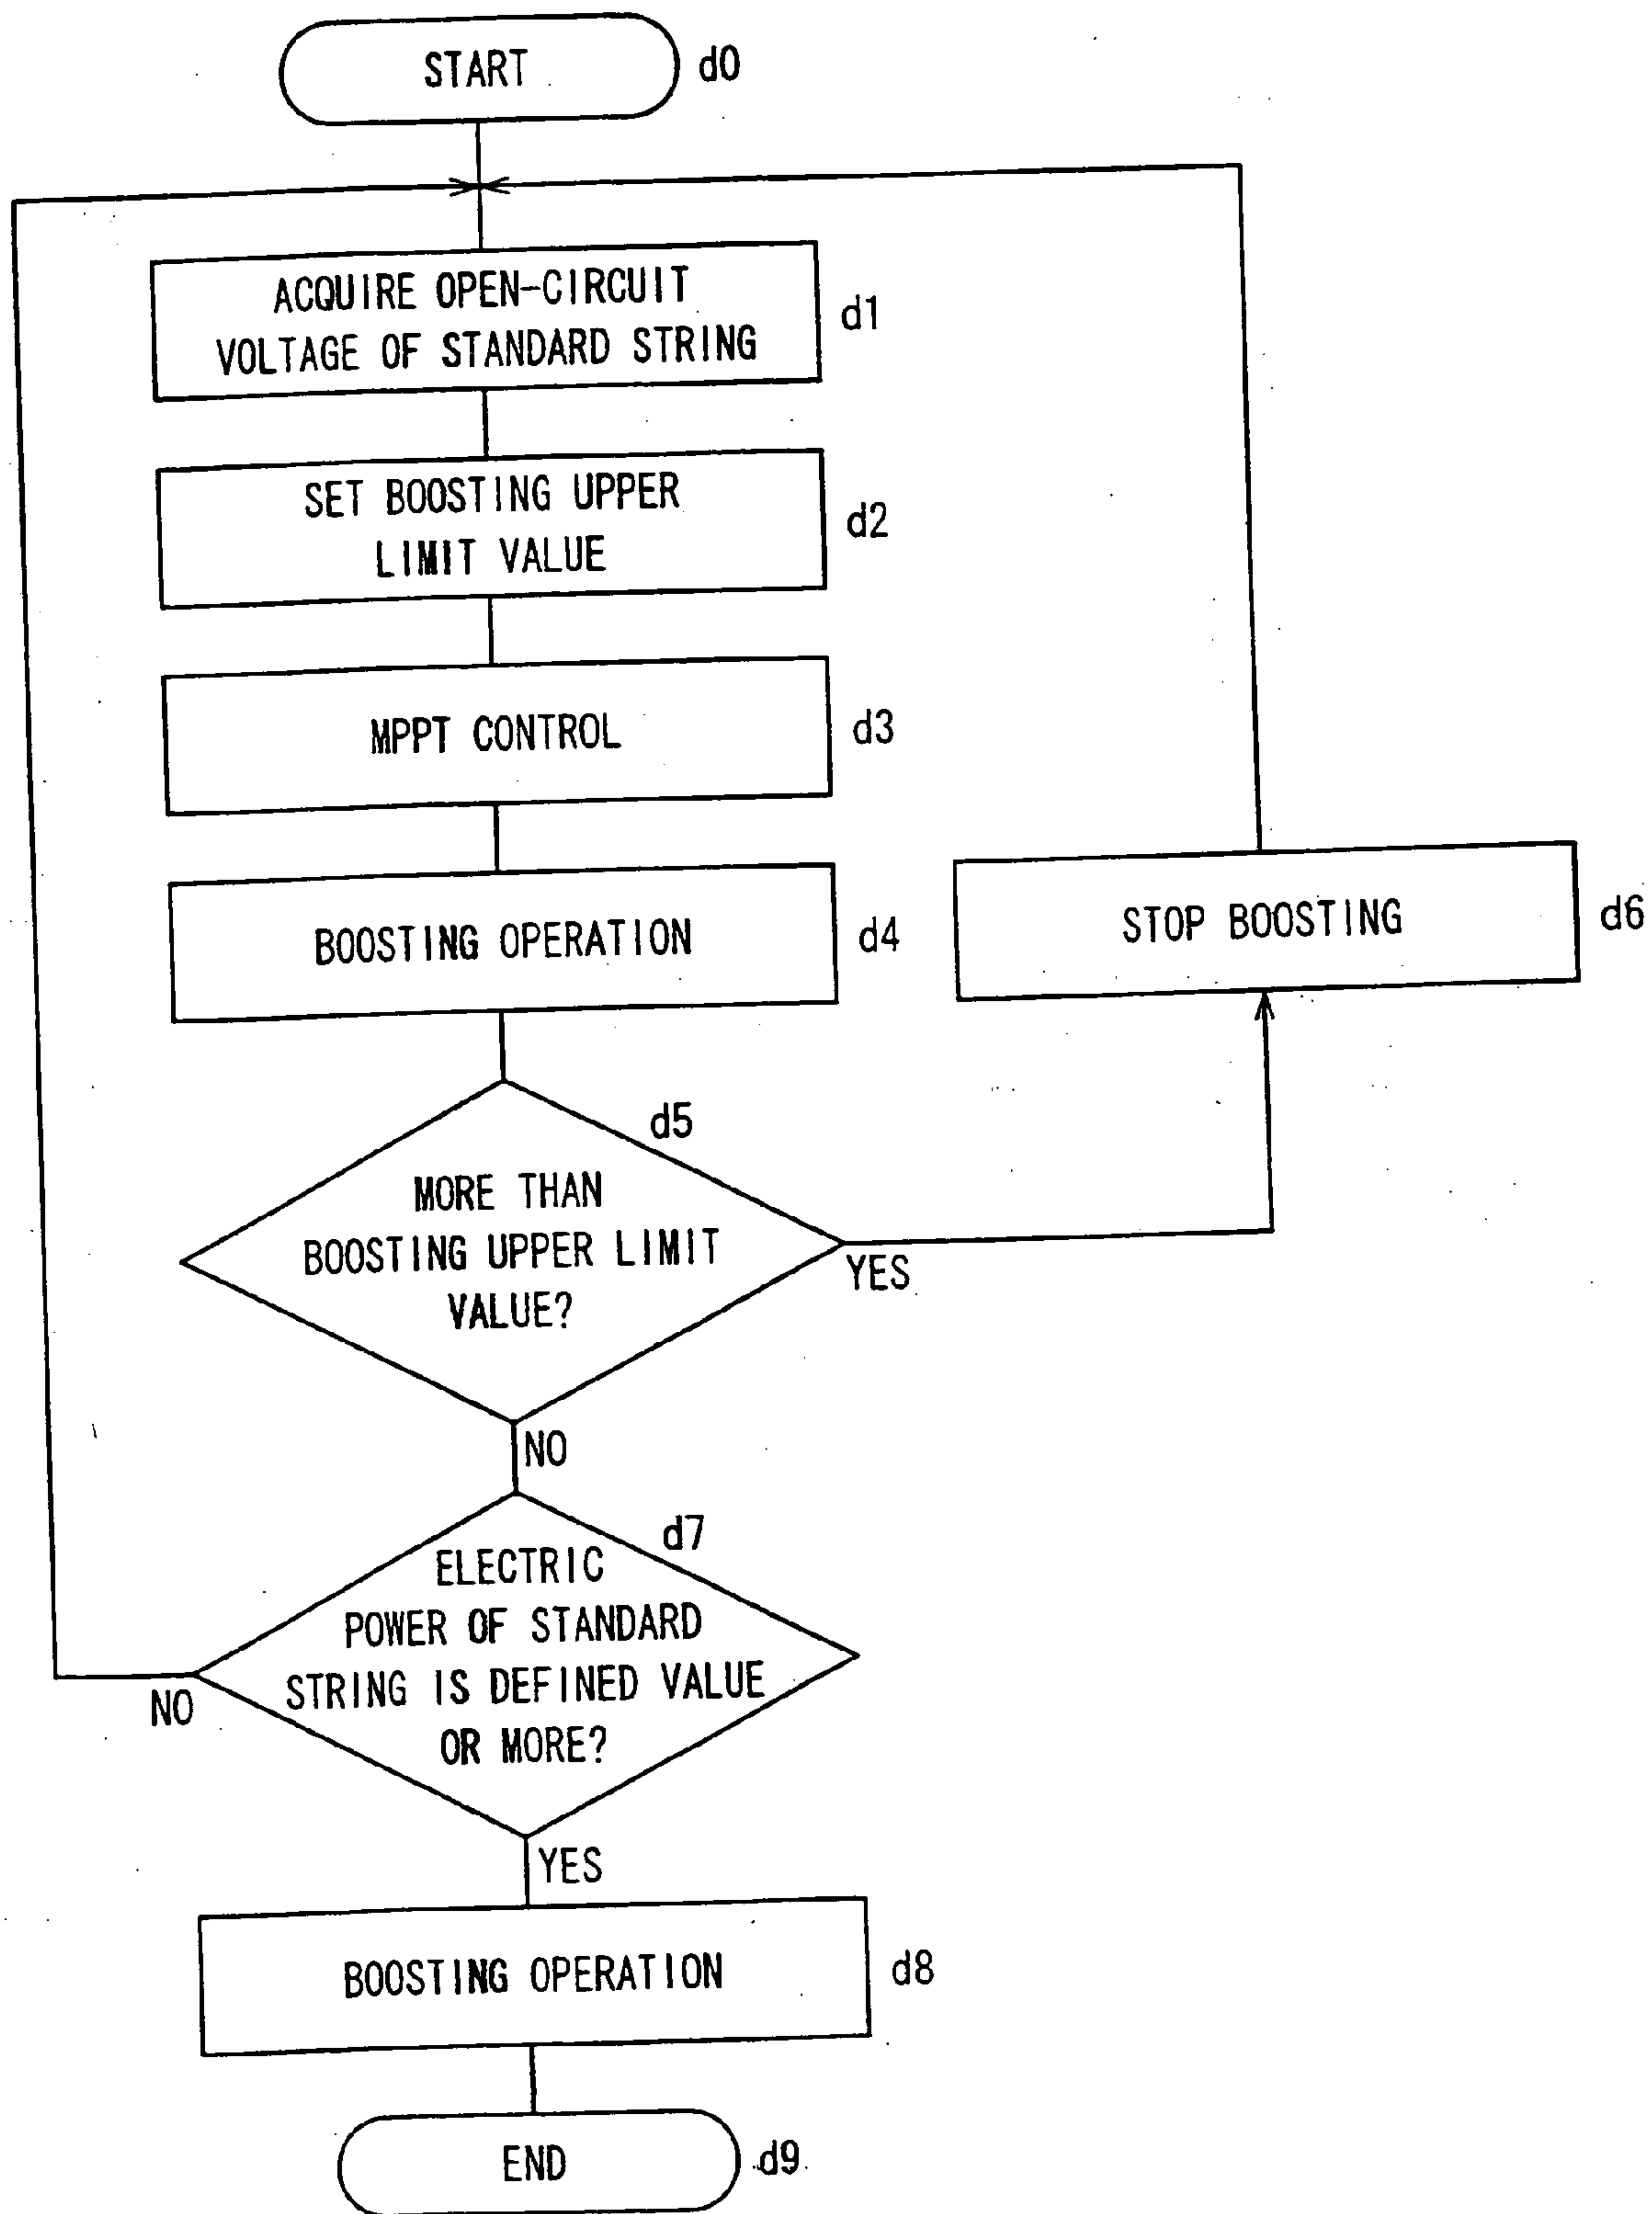 START
d0
ACQUIRE OPEN-CIRCUIT
VOLTAGE OF STANDARD STRING
d1
SET BOOSTING UPPER
LIMIT VALUE
d2
MPPT CONTROL
d3
BOOSTING OPERATION
d4
STOP BOOSTING
d6
d5
MORE THAN
BOOSTING UPPER LIMIT
VALUE?
YES
NO
d7
ELECTRIC
POWER OF STANDARD
STRING IS DEFINED VALUE
OR MORE?
NO
YES
BOOSTING OPERATION
d8
END
d9